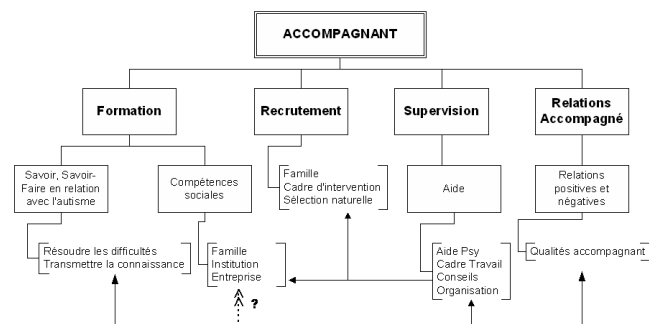 ACCOMPAGNANT
Formation
Recrutement
Supervision
Relations
Accompagné
Savoir, Savoir-
Faire en relation
avec l'autisme
Compétences
sociales
Famille
Cadre d'intervention
Sélection naturelle
Aide
Relations
positives et
négatives
Résoudre les difficultés
Transmettre la connaissance
Famille
Institution
Entreprise
Aide Psy
Cadre Travail
Conseils
Organisation
Qualités accompagnant
?